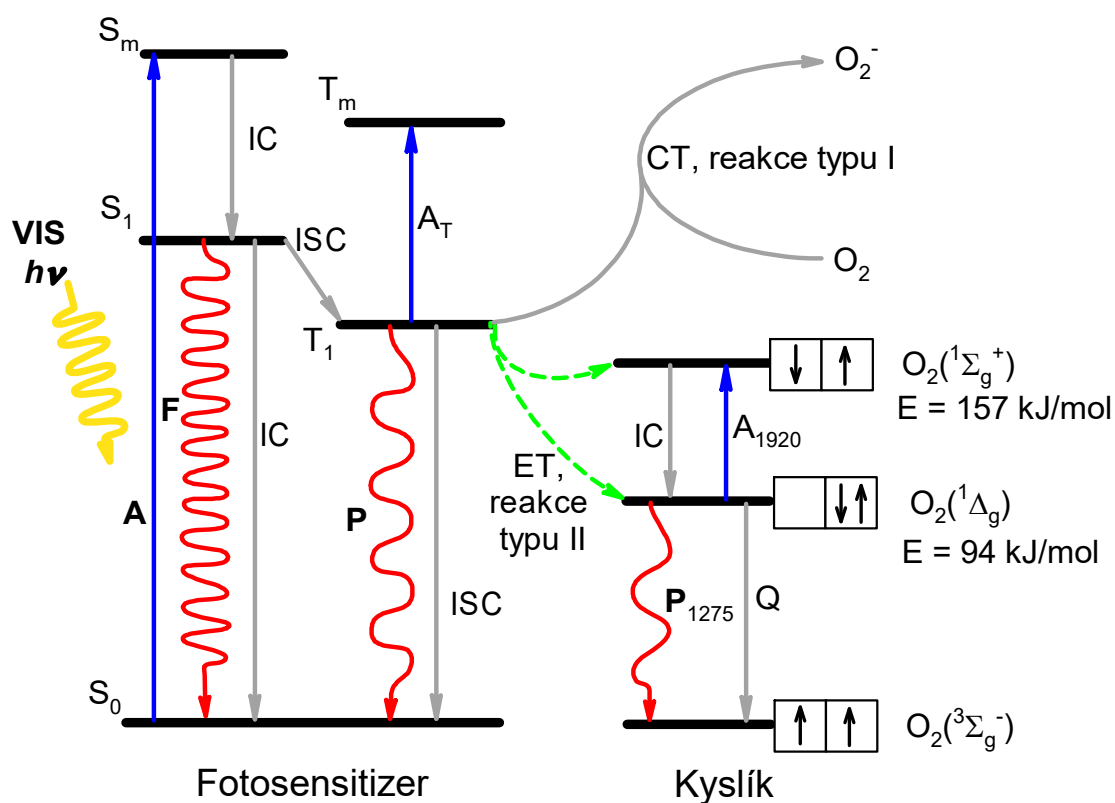 Sm
Tm
O2-
IC
CT, reakce typu I
S1
VIS
hν
ISC
AT
O2
T1
O2(1Σg+)
E = 157 kJ/mol
F
IC
IC
A1920
ET,
reakce
typu II
O2(1Δg)
E = 94 kJ/mol
A
P
ISC
P1275
Q
S0
O2(3Σg-)
Fotosensitizer
Kyslík